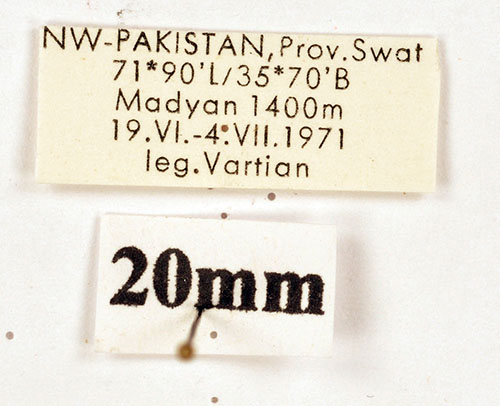 NW-PAKISTAN, Prov. Swat
71*90'L/35*70'B
Madyan 1400m
19.VI.-4.VII.1971
leg. Vartian
20mm